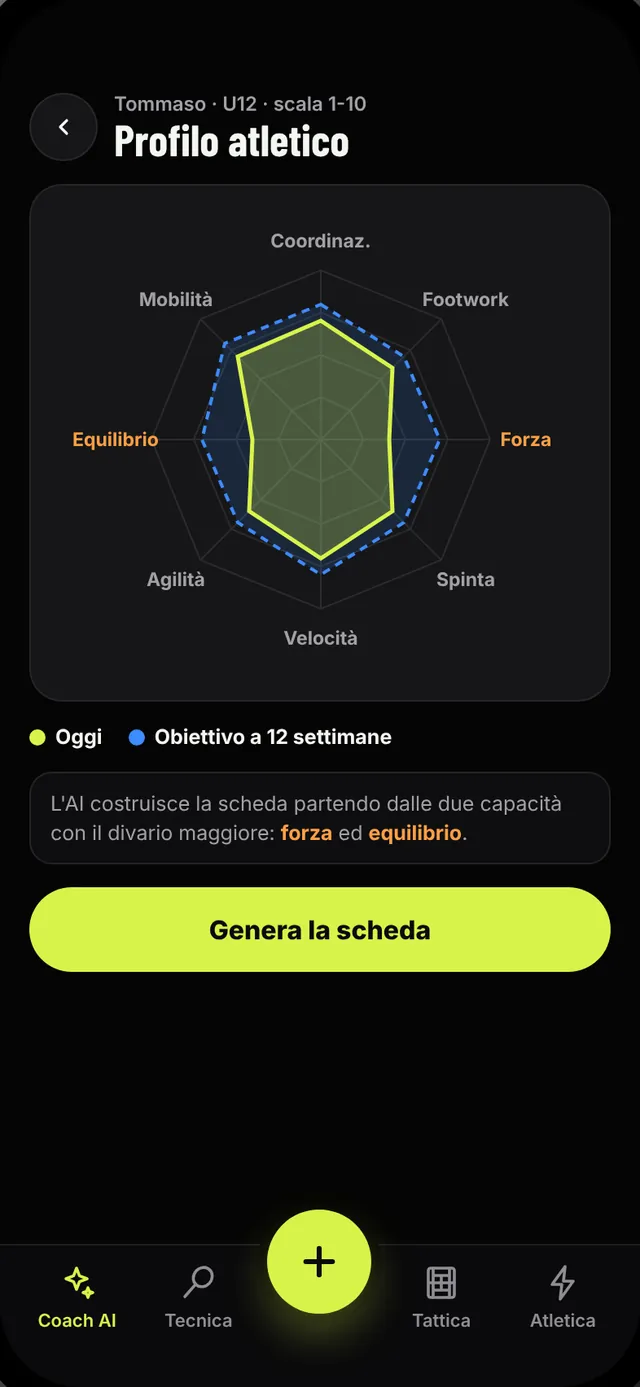 Tommaso · U12 · scala 1-10
Profilo atletico
Coordinaz.
Mobilità
Footwork
Equilibrio
Forza
Agilità
Spinta
Velocità
Oggi
Obiettivo a 12 settimane
L'AI costruisce la scheda partendo dalle due capacità
con il divario maggiore: forza ed equilibrio.
Genera la scheda
Coach AI
Tecnica
Tattica
Atletica